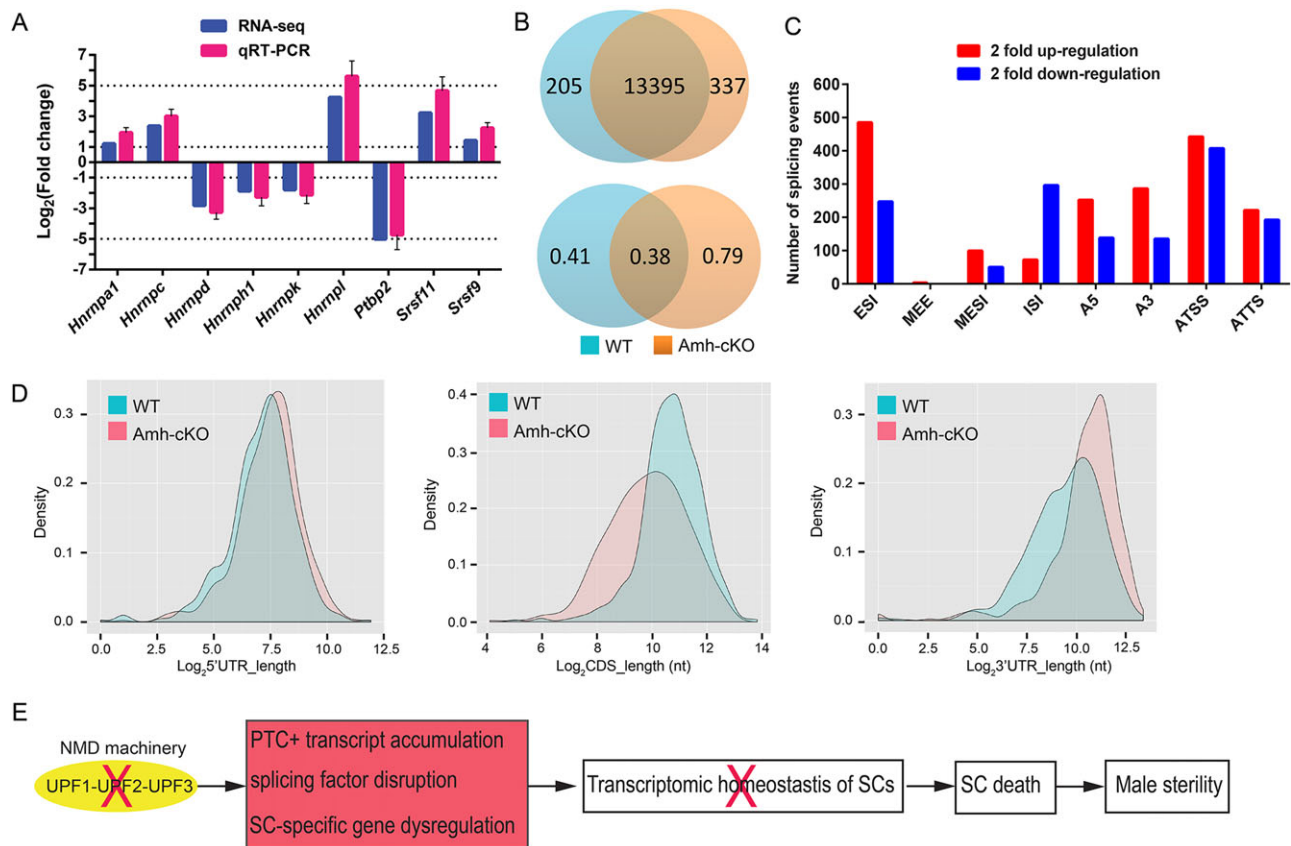 A
RNA-seq
qRT-PCR
Log2(Fold change)
7
5
3
1
0
-1
-3
-5
-7
Hnrnpa1
Hnrnpc
Hnrnpd
Hnrnph1
Hnrnpk
Hnrnpl
Ptbp2
Srsf11
Srsf9
B
205
13395
337
0.41
0.38
0.79
WT
Amh-cKO
C
2 fold up-regulation
2 fold down-regulation
Number of splicing events
600
500
400
300
200
100
0
ESI
MEE
MESI
ISI
A5
A3
ATSS
ATTS
D
WT
Amh-cKO
Density
0.3
0.2
0.1
0.0
0.0 2.5 5.0 7.5 10.0 12.5
Log25'UTR_length
WT
Amh-cKO
Density
0.4
0.3
0.2
0.1
0.0
4 6 8 10 12 14
Log2CDS_length (nt)
WT
Amh-cKO
Density
0.3
0.2
0.1
0.0
0.0 2.5 5.0 7.5 10.0 12.5
Log23'UTR_length (nt)
E
NMD machinery
UPF1-UPF2-UPF3
PTC+ transcript accumulation
splicing factor disruption
SC-specific gene dysregulation
Transcriptomic homeostastis of SCs
SC death
Male sterility